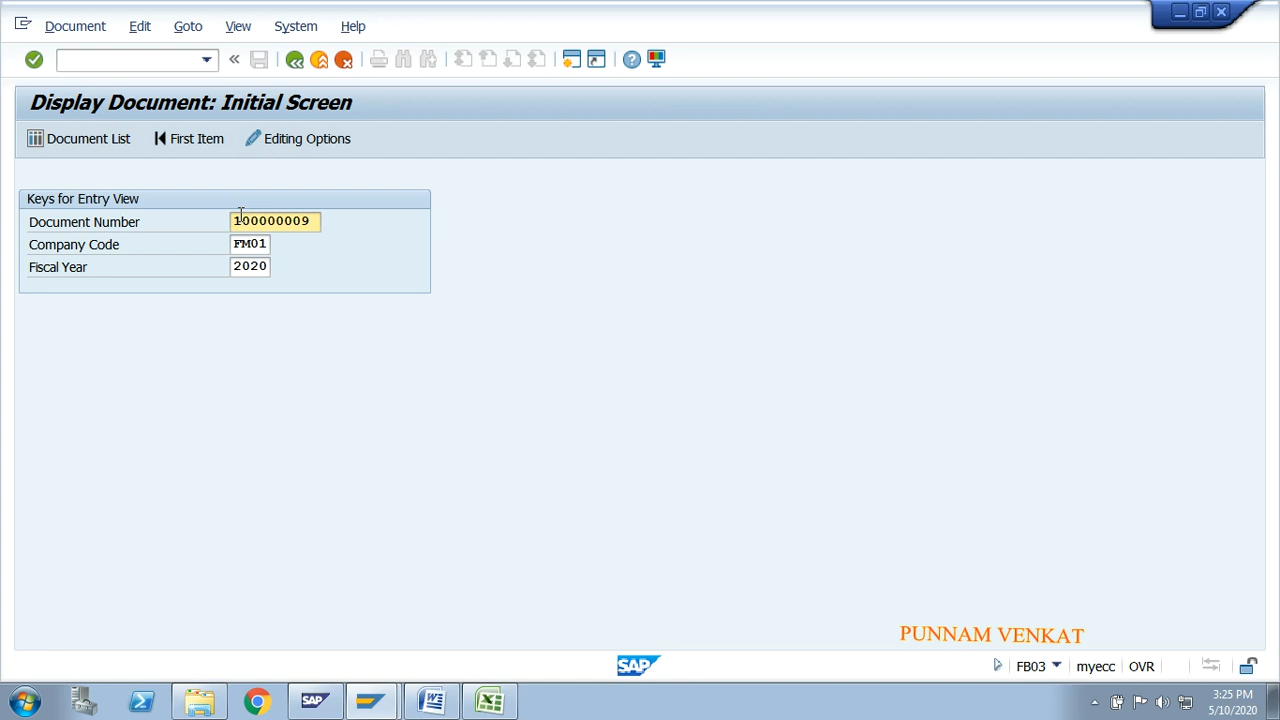 Document Edit Goto View System Help
Display Document: Initial Screen
Document List First Item Editing Options
Keys for Entry View
Document Number 100000009
Company Code FM01
Fiscal Year 2020
PUNNAM VENKAT
SAP FB03 myecc OVR
SAP
3:25 PM
5/10/2020